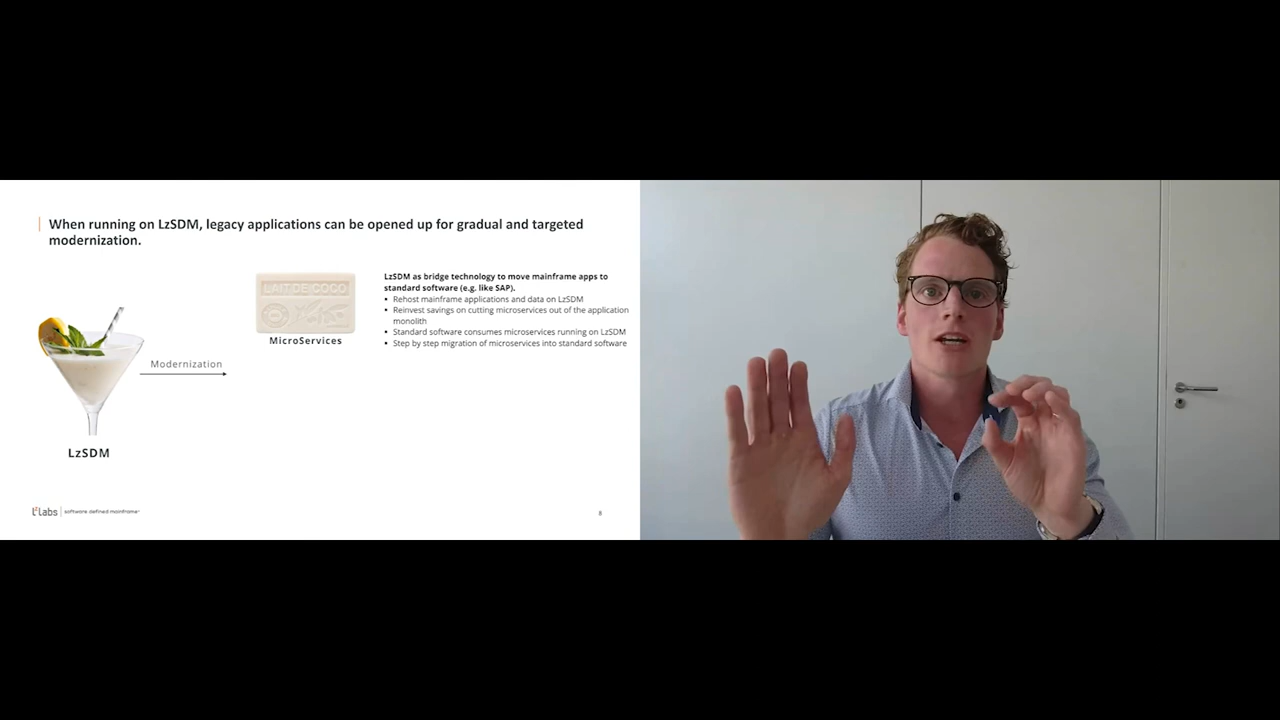 When running on LzSDM, legacy applications can be opened up for gradual and targeted
modernization.
LAIT DE COCO
MicroServices
Modernization
LzSDM
LzSDM as bridge technology to move mainframe apps to
standard software (e.g. like SAP).
▪ Rehost mainframe applications and data on LzSDM
▪ Reinvest savings on cutting microservices out of the application
monolith
▪ Standard software consumes microservices running on LzSDM
▪ Step by step migration of microservices into standard software
LzLabs | software defined mainframe®
8